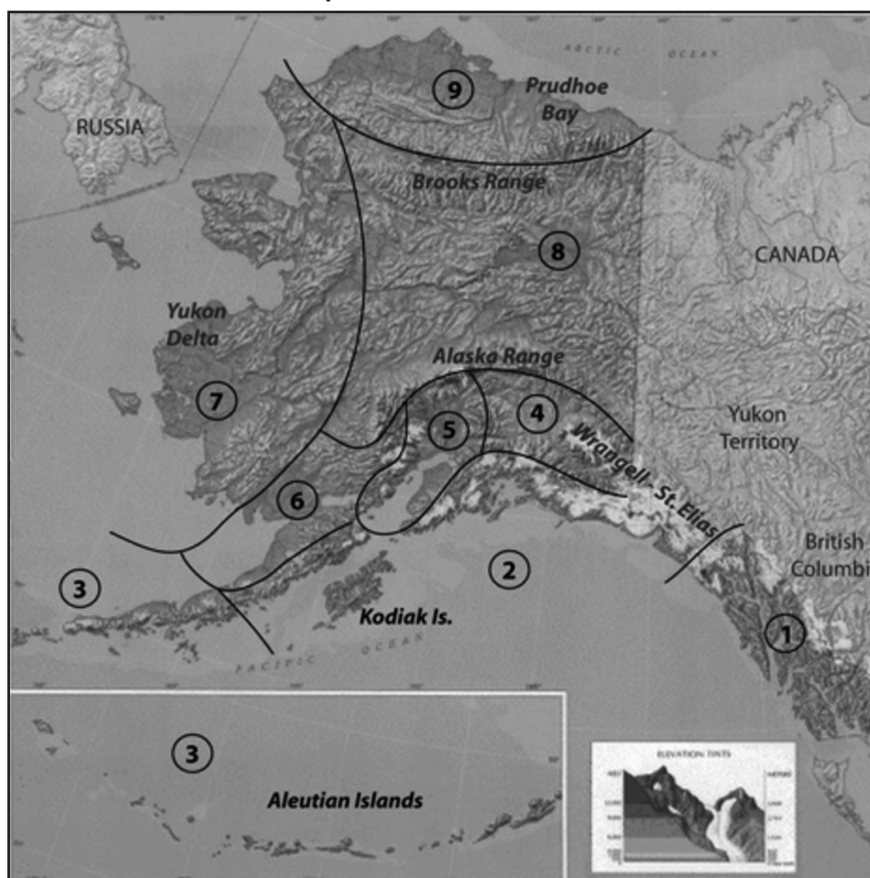 ARCTIC OCEAN
9
Prudhoe
Bay
RUSSIA
Brooks Range
8
CANADA
Yukon
Delta
Alaska Range
7
4
5
Yukon
Territory
Wrangell - St. Elias
6
British
Columbi
2
3
Kodiak Is.
1
PACIFIC OCEAN
3
ELEVATION TINTS
Aleutian Islands